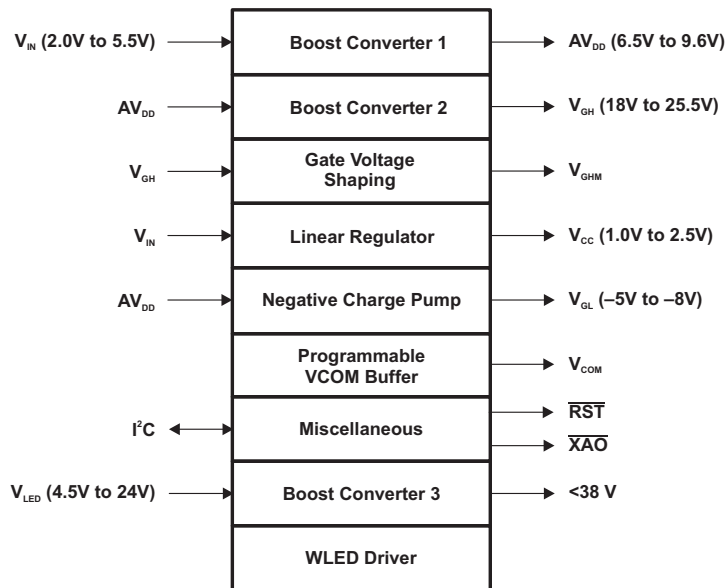 V_IN (2.0V to 5.5V)
Boost Converter 1
AV_DD (6.5V to 9.6V)
AV_DD
Boost Converter 2
V_GH (18V to 25.5V)
V_GH
Gate Voltage
Shaping
V_GHM
V_IN
Linear Regulator
V_CC (1.0V to 2.5V)
AV_DD
Negative Charge Pump
V_GL (–5V to –8V)
Programmable
VCOM Buffer
V_COM
I²C
Miscellaneous
R̅S̅T̅
X̅A̅O̅
V_LED (4.5V to 24V)
Boost Converter 3
<38 V
WLED Driver